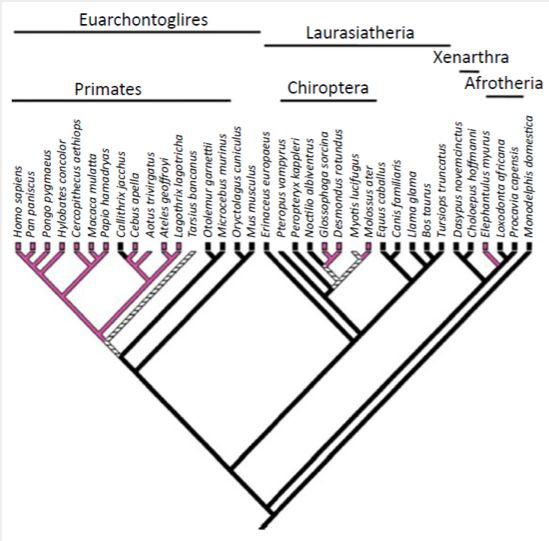 Euarchontoglires
Laurasiatheria
Xenarthra
Afrotheria
Primates
Chiroptera
Homo sapiens
Pan paniscus
Pongo pygmaeus
Hylobates concolor
Cercopithecus aethiops
Macaca mulatta
Papio hamadryas
Callithrix jacchus
Cebus apella
Aotus trivirgatus
Ateles geoffroyi
Lagothrix lagotricha
Tarsius bancanus
Otolemur garnettii
Microcebus murinus
Oryctolagus cuniculus
Mus musculus
Erinaceus europaeus
Pteropus vampyrus
Peropteryx kappleri
Noctilio albiventrus
Glossophaga sorcina
Desmondus rotundus
Myotis lucifugus
Molossus ater
Equus caballus
Canis familiaris
Llama glama
Bos taurus
Tursiops truncatus
Dasypus novemcinctus
Choloepus hoffmanni
Elephantulus myurus
Loxodonta africana
Procavia capensis
Monodelphis domestica